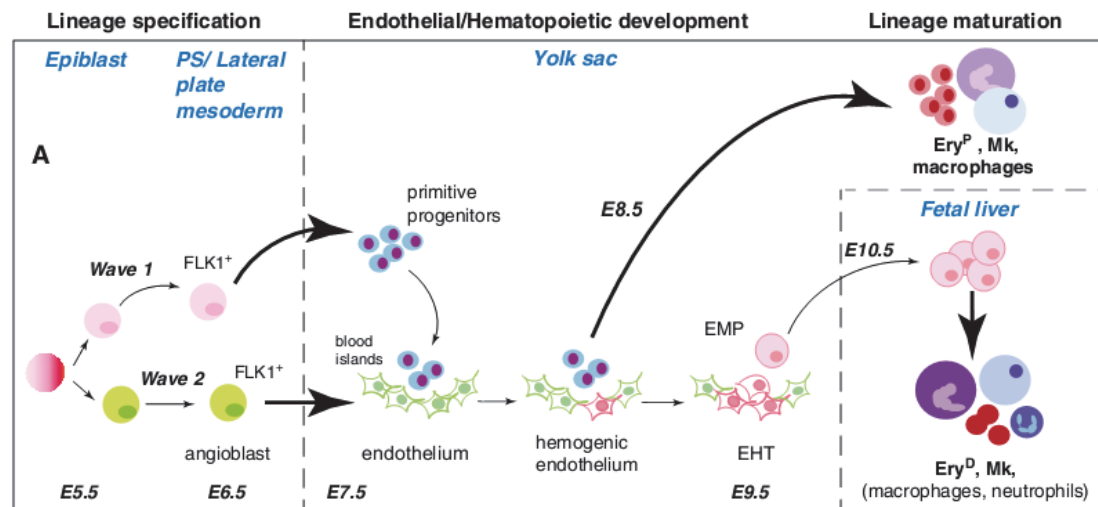 Lineage specification
Endothelial/Hematopoietic development
Lineage maturation
Epiblast
PS/ Lateral
plate
mesoderm
Yolk sac
A
Ery^P , Mk,
macrophages
primitive
progenitors
E8.5
Fetal liver
E10.5
Wave 1
FLK1⁺
blood
islands
EMP
Wave 2
FLK1⁺
angioblast
endothelium
hemogenic
endothelium
EHT
Ery^D, Mk,
(macrophages, neutrophils)
E5.5
E6.5
E7.5
E9.5